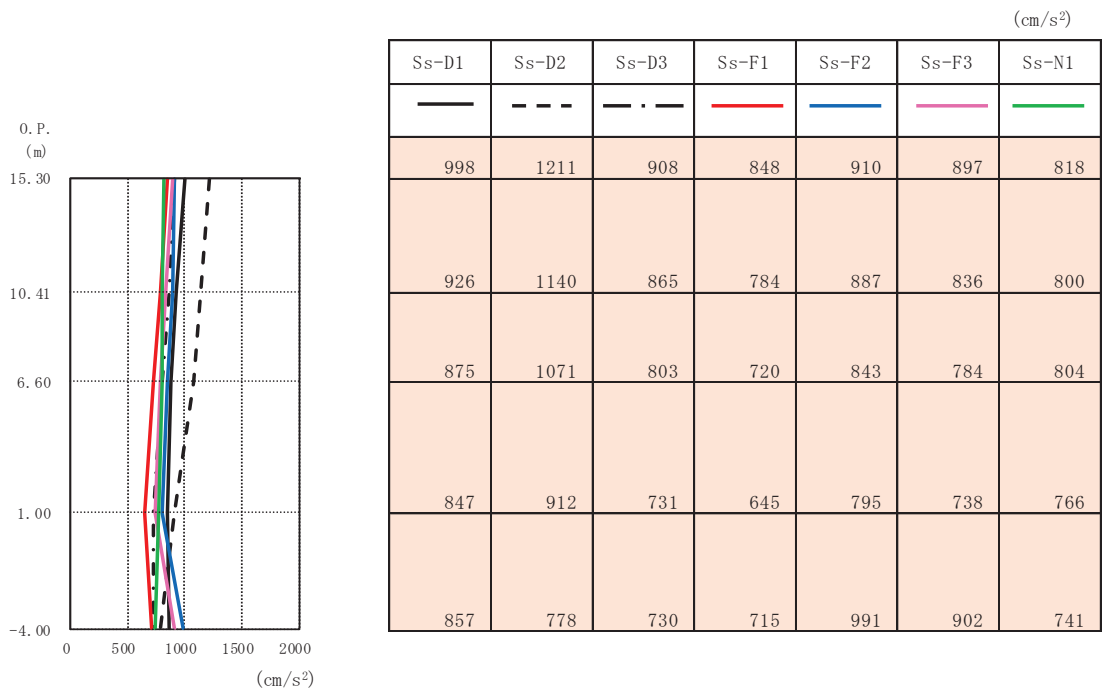 (cm/s²)
Ss-D1 Ss-D2 Ss-D3 Ss-F1 Ss-F2 Ss-F3 Ss-N1
O.P.
(m)
998 1211 908 848 910 897 818
15.30
926 1140 865 784 887 836 800
10.41
875 1071 803 720 843 784 804
6.60
847 912 731 645 795 738 766
1.00
857 778 730 715 991 902 741
-4.00
0 500 1000 1500 2000
(cm/s²)